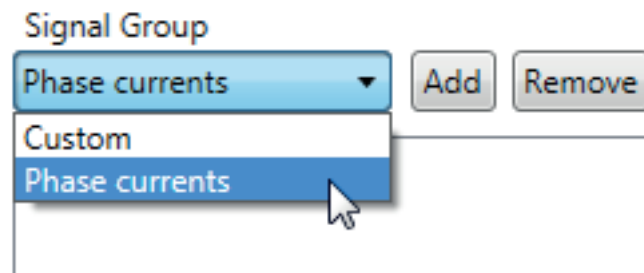 Signal Group
Phase currents Add Remove
Custom
Phase currents